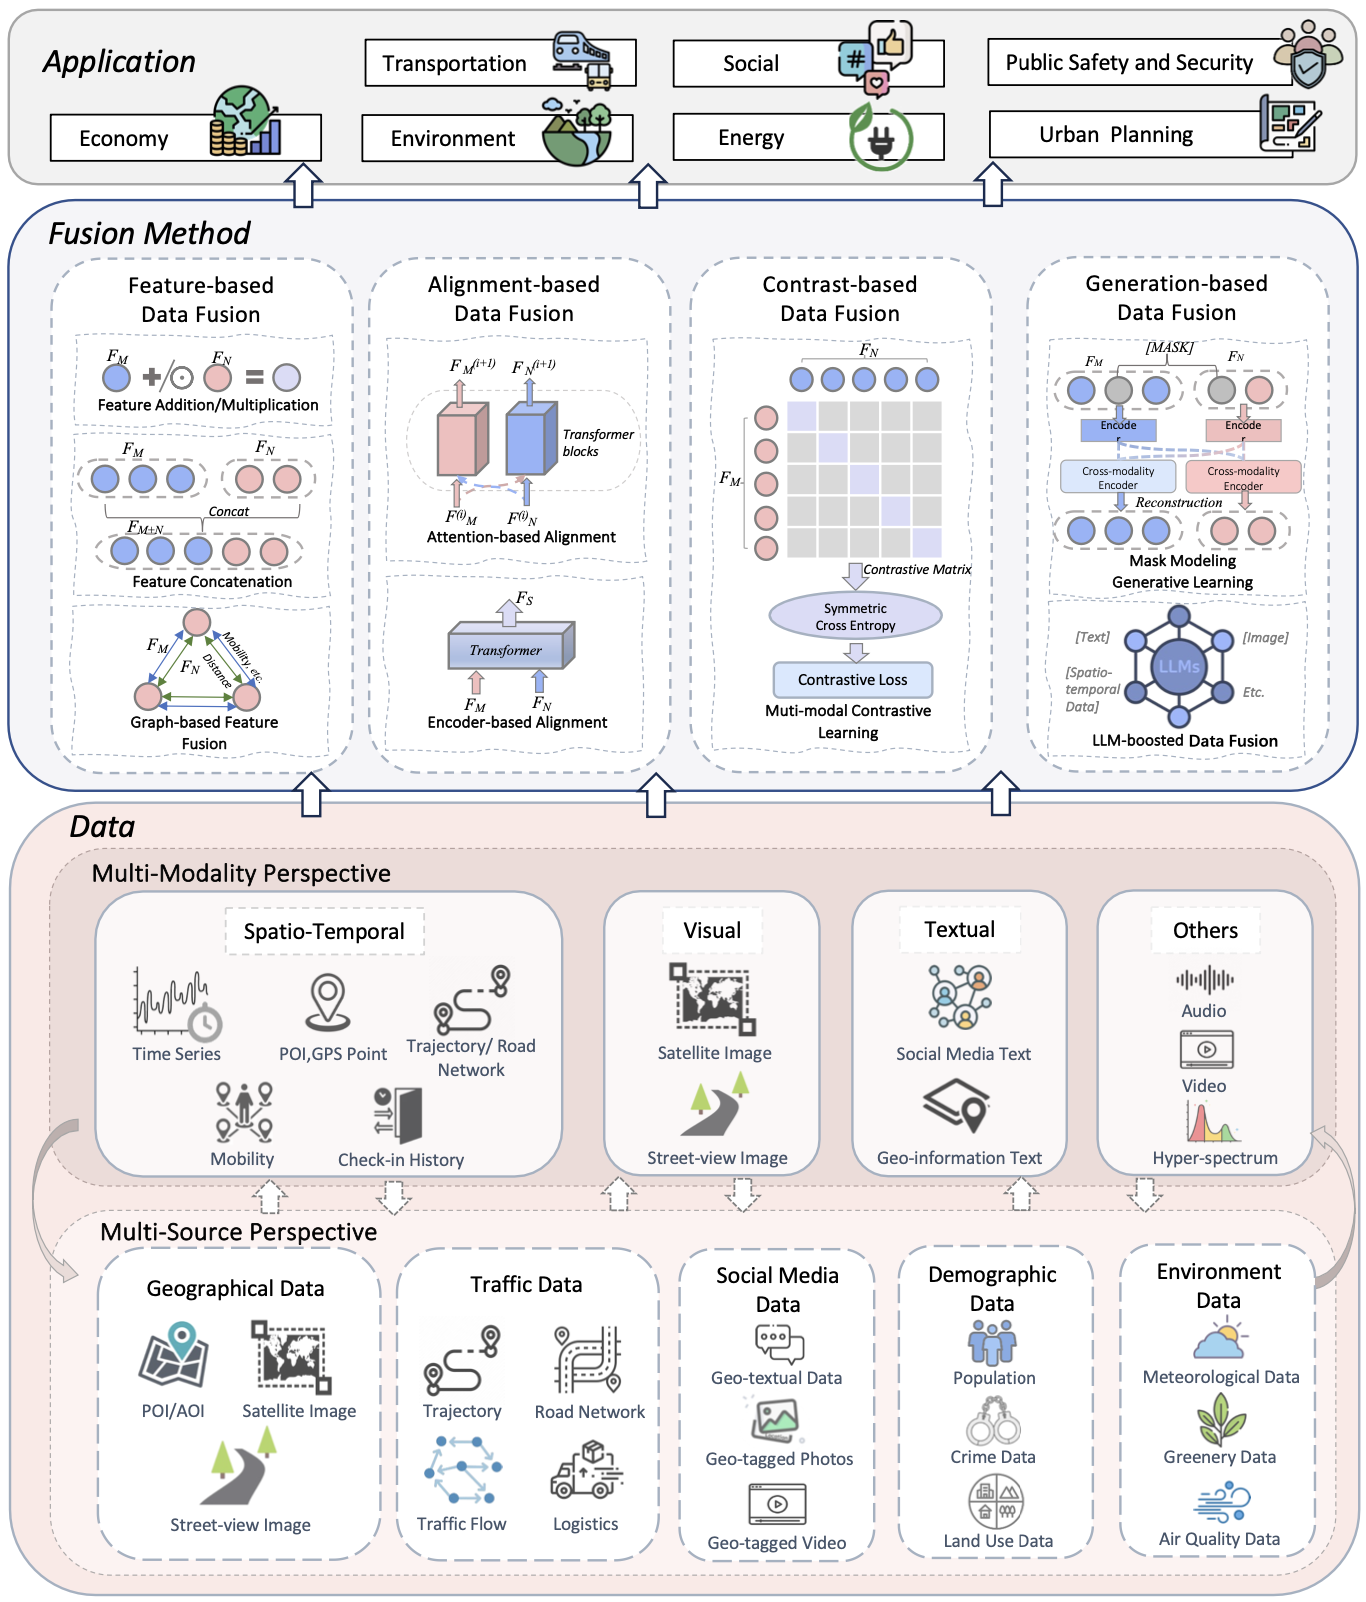 Application
Transportation
Social
Public Safety and Security
Economy
Environment
Energy
Urban Planning
Fusion Method
Feature-based
Data Fusion
F_M
F_N
+/⊙
=
Feature Addition/Multiplication
F_M
F_N
Concat
F_{M+N}
Feature Concatenation
F_M
F_N
Mobility, etc.
Distance
Graph-based Feature
Fusion
Alignment-based
Data Fusion
F_M^{(i+1)}
F_N^{(i+1)}
Transformer
blocks
F^{(i)}_M
F^{(i)}_N
Attention-based Alignment
F_S
Transformer
F_M
F_N
Encoder-based Alignment
Contrast-based
Data Fusion
F_N
F_M
Contrastive Matrix
Symmetric
Cross Entropy
Contrastive Loss
Muti-modal Contrastive
Learning
Generation-based
Data Fusion
F_M
[MASK]
F_N
Encode
r
Encode
r
Cross-modality
Encoder
Cross-modality
Encoder
Reconstruction
Mask Modeling
Generative Learning
[Text]
[Image]
LLMs
[Spatio-
temporal
Data]
Etc.
LLM-boosted Data Fusion
Data
Multi-Modality Perspective
Spatio-Temporal
Time Series
POI,GPS Point
Trajectory/ Road
Network
Mobility
Check-in History
Visual
Satellite Image
Street-view Image
Textual
Social Media Text
Geo-information Text
Others
Audio
Video
Hyper-spectrum
Multi-Source Perspective
Geographical Data
POI/AOI
Satellite Image
Street-view Image
Traffic Data
Trajectory
Road Network
Traffic Flow
Logistics
Social Media
Data
Geo-textual Data
Geo-tagged Photos
Geo-tagged Video
Demographic
Data
Population
Crime Data
Land Use Data
Environment
Data
Meteorological Data
Greenery Data
Air Quality Data